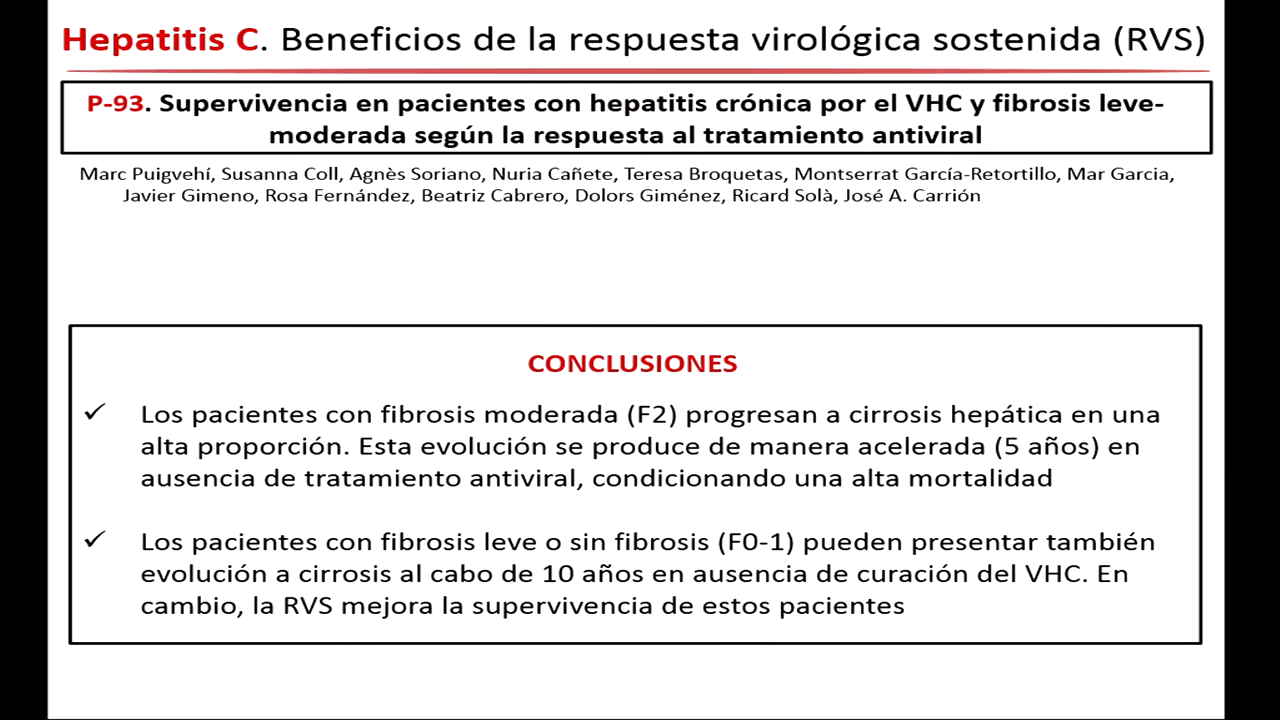 Hepatitis C. Beneficios de la respuesta virológica sostenida (RVS)
P-93. Supervivencia en pacientes con hepatitis crónica por el VHC y fibrosis leve-
moderada según la respuesta al tratamiento antiviral
Marc Puigvehí, Susanna Coll, Agnès Soriano, Nuria Cañete, Teresa Broquetas, Montserrat García-Retortillo, Mar Garcia,
Javier Gimeno, Rosa Fernández, Beatriz Cabrero, Dolors Giménez, Ricard Solà, José A. Carrión
CONCLUSIONES
✓ Los pacientes con fibrosis moderada (F2) progresan a cirrosis hepática en una
alta proporción. Esta evolución se produce de manera acelerada (5 años) en
ausencia de tratamiento antiviral, condicionando una alta mortalidad
✓ Los pacientes con fibrosis leve o sin fibrosis (F0-1) pueden presentar también
evolución a cirrosis al cabo de 10 años en ausencia de curación del VHC. En
cambio, la RVS mejora la supervivencia de estos pacientes